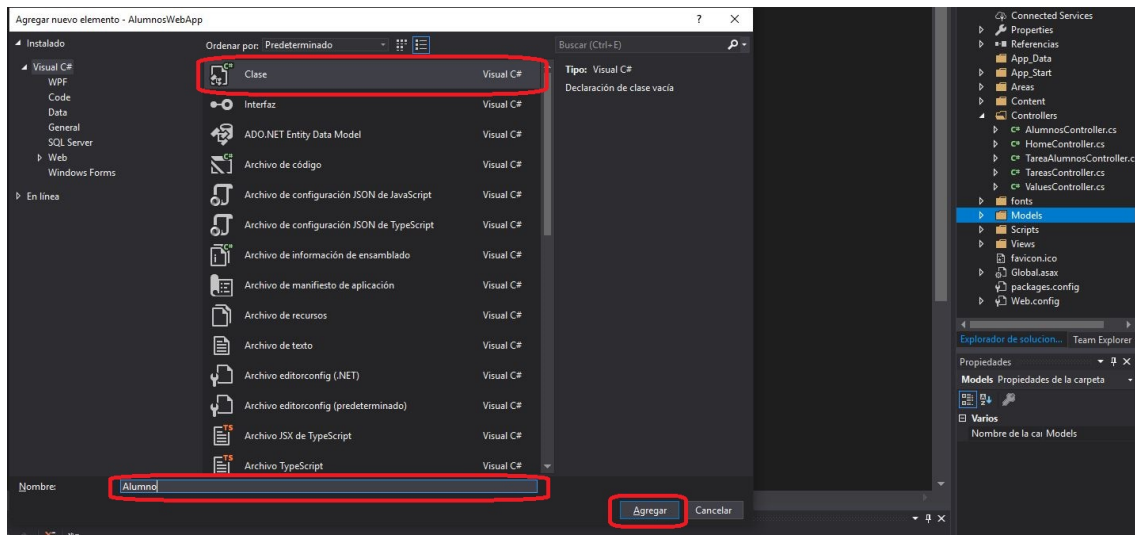 Agregar nuevo elemento - AlumnosWebApp
? ×
Instalado
Visual C#
WPF
Code
Data
General
SQL Server
Web
Windows Forms
En línea
Ordenar por: Predeterminado
Clase Visual C#
Interfaz Visual C#
ADO.NET Entity Data Model Visual C#
Archivo de código Visual C#
Archivo de configuración JSON de JavaScript Visual C#
Archivo de configuración JSON de TypeScript Visual C#
Archivo de información de ensamblado Visual C#
Archivo de manifiesto de aplicación Visual C#
Archivo de recursos Visual C#
Archivo de texto Visual C#
Archivo editorconfig (.NET) Visual C#
Archivo editorconfig (predeterminado) Visual C#
Archivo JSX de TypeScript Visual C#
Archivo TypeScript Visual C#
Buscar (Ctrl+E)
Tipo: Visual C#
Declaración de clase vacía
Nombre: Alumno
Agregar Cancelar
Connected Services
Properties
Referencias
App_Data
App_Start
Areas
Content
Controllers
C# AlumnosController.cs
C# HomeController.cs
C# TareaAlumnosController.c
C# TareasController.cs
C# ValuesController.cs
fonts
Models
Scripts
Views
favicon.ico
Global.asax
packages.config
Web.config
Explorador de solucion... Team Explorer
Propiedades
Models Propiedades de la carpeta
Varios
Nombre de la car Models